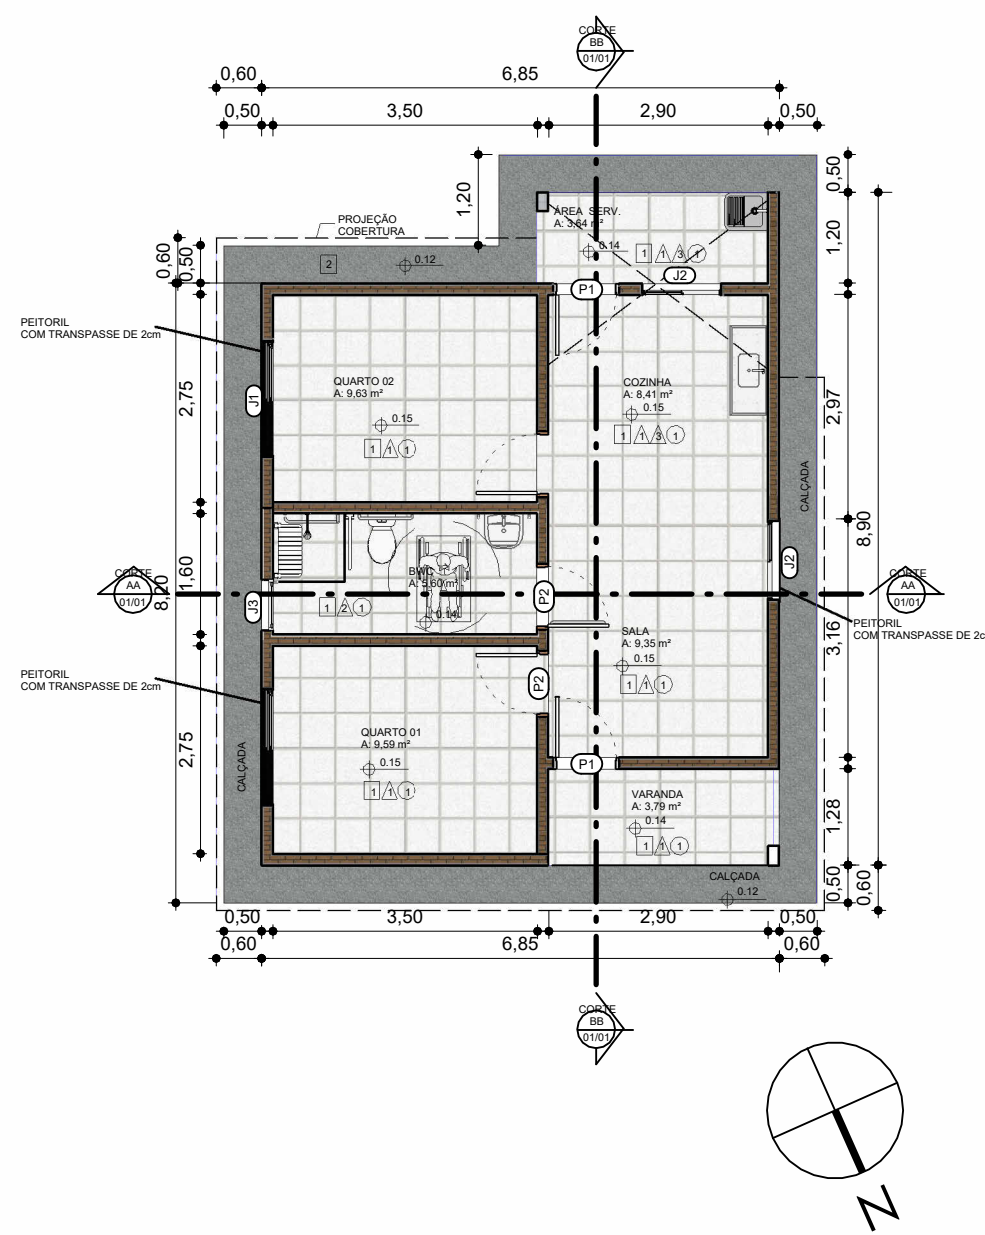 CORTE
BB
01/01
0,60
6,85
0,50
3,50
2,90
0,50
1,20
0,50
PROJEÇÃO
COBERTURA
ÁREA SERV.
A: 3,64 m²
0.14
1 1 3 1
1,20
0,60
0,50
2
0.12
J2
P1
PEITORIL
COM TRANSPASSE DE 2cm
QUARTO 02
A: 9,63 m²
0.15
1 1 1
COZINHA
A: 8,41 m²
0.15
1 1 3 1
J1
2,75
2,97
CALÇADA
8,90
CORTE
AA
01/01
1,60
J3
BWC
A: 5,60 m²
0.14
1 2 1
P2
J2
CORTE
AA
01/01
PEITORIL
COM TRANSPASSE DE 2c
3,16
SALA
A: 9,35 m²
0.15
1 1 1
PEITORIL
COM TRANSPASSE DE 2cm
P2
QUARTO 01
A: 9,59 m²
0.15
1 1 1
2,75
CALÇADA
P1
VARANDA
A: 3,79 m²
0.14
1 1 1
1,28
CALÇADA
0.12
0,50
0,60
0,50
3,50
2,90
0,50
0,60
6,85
0,60
CORTE
BB
01/01
N